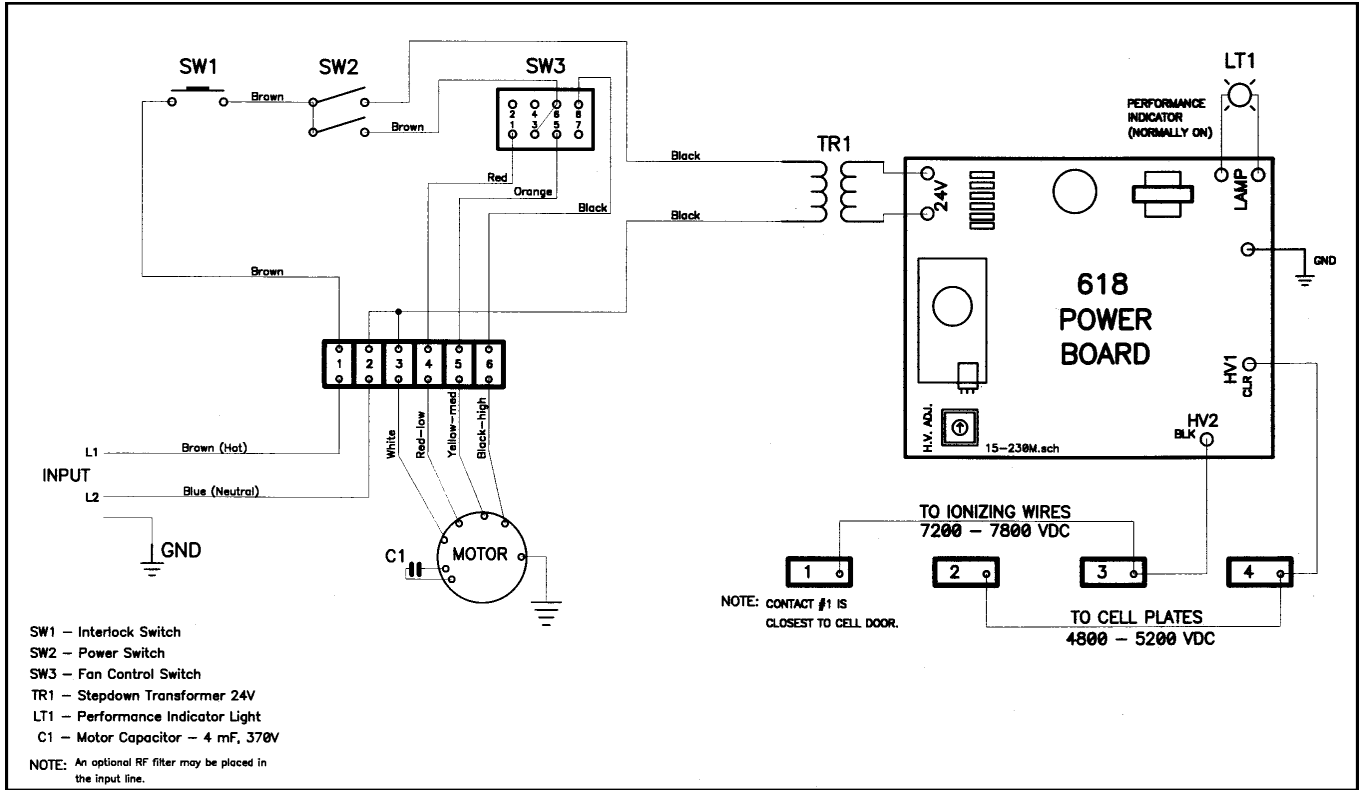 SW1
SW2
SW3
LT1
Brown
Brown
2 4 6 8
1 3 5 7
PERFORMANCE
INDICATOR
(NORMALLY ON)
TR1
Black
Red
Orange
Black
Black
24V
LAMP
GND
Brown
618
POWER
BOARD
1 2 3 4 5 6
HV1
CLR
HV2
BLK
H.V. ADJ.
15-230M.sch
White
Red-low
Yellow-med
Black-high
L1
Brown (Hot)
INPUT
L2
Blue (Neutral)
GND
C1
MOTOR
TO IONIZING WIRES
7200 - 7800 VDC
1 2 3 4
NOTE: CONTACT #1 IS
CLOSEST TO CELL DOOR.
TO CELL PLATES
4800 - 5200 VDC
SW1 - Interlock Switch
SW2 - Power Switch
SW3 - Fan Control Switch
TR1 - Stepdown Transformer 24V
LT1 - Performance Indicator Light
C1 - Motor Capacitor - 4 mF, 370V
NOTE: An optional RF filter may be placed in
the input line.